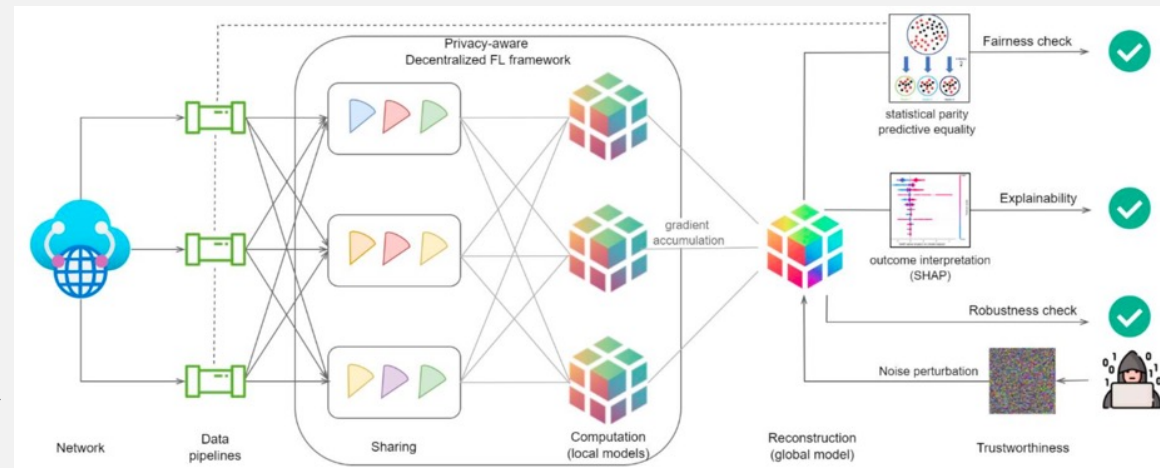 Privacy-aware
Decentralized FL framework
Fairness check
statistical parity
predictive equality
gradient
accumulation
Explainability
outcome interpretation
(SHAP)
Robustness check
Noise perturbation
Network
Data
pipelines
Sharing
Computation
(local models)
Reconstruction
(global model)
Trustworthiness